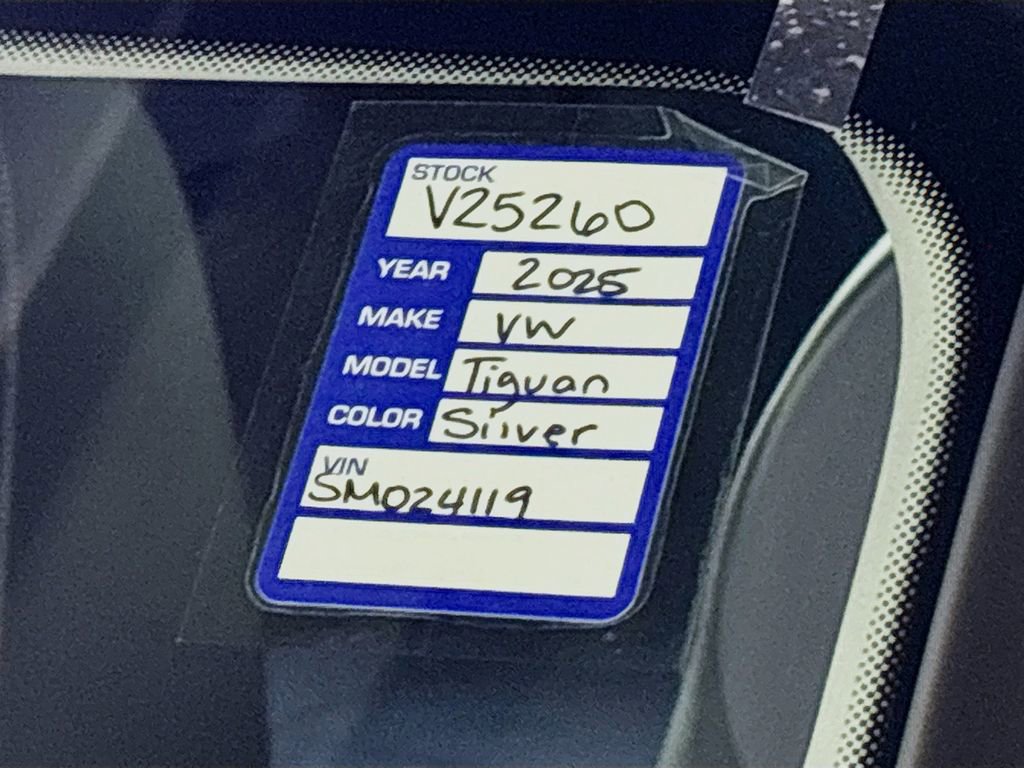 STOCK
V25260
YEAR 2025
MAKE VW
MODEL Tiguan
COLOR Silver
VIN
SM024119